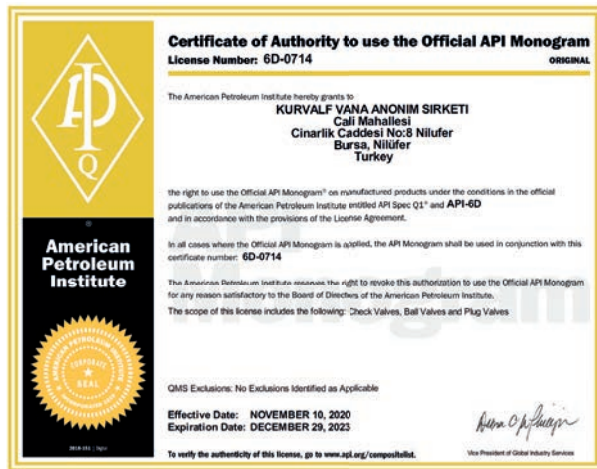 API
Q
®
American
Petroleum
Institute
AMERICAN PETROLEUM INSTITUTE
CORPORATE
SEAL
2018-151 | Digital
Certificate of Authority to use the Official API Monogram
License Number: 6D-0714
ORIGINAL
The American Petroleum Institute hereby grants to
KURVALF VANA ANONIM SIRKETI
Cali Mahallesi
Cinarlik Caddesi No:8 Nilufer
Bursa, Nilüfer
Turkey
the right to use the Official API Monogram® on manufactured products under the conditions in the official
publications of the American Petroleum Institute entitled API Spec Q1® and API-6D
and in accordance with the provisions of the License Agreement.
In all cases where the Official API Monogram is applied, the API Monogram shall be used in conjunction with this
certificate number: 6D-0714
The American Petroleum Institute reserves the right to revoke this authorization to use the Official API Monogram
for any reason satisfactory to the Board of Directors of the American Petroleum Institute.
The scope of this license includes the following: Check Valves, Ball Valves and Plug Valves
API
Monogram
QMS Exclusions: No Exclusions Identified as Applicable
Effective Date: NOVEMBER 10, 2020
Expiration Date: DECEMBER 29, 2023
To verify the authenticity of this license, go to www.api.org/compositelist.
Vice President of Global Industry Services